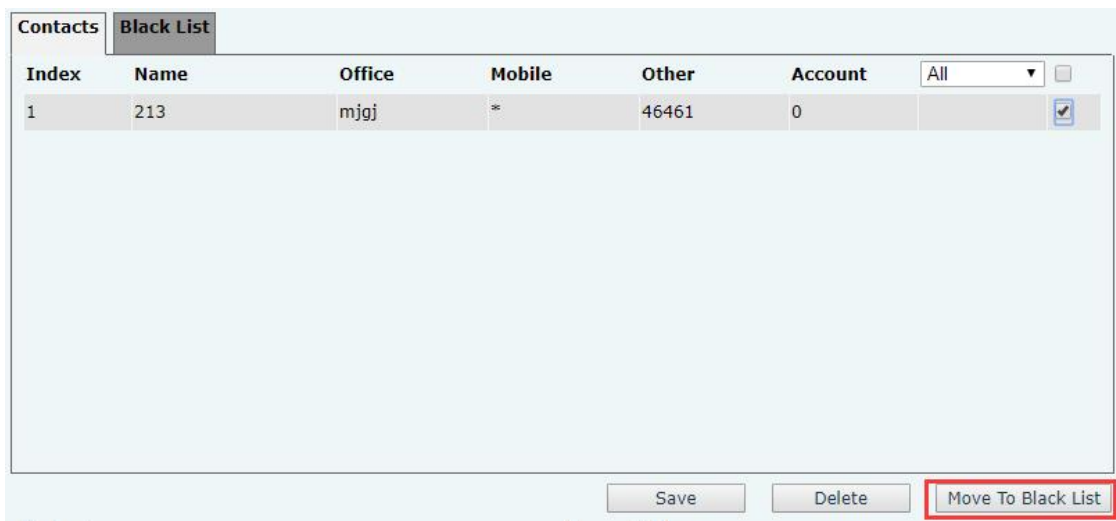 Contacts Black List
Index Name Office Mobile Other Account All
1 213 mjgj * 46461 0
Save Delete Move To Black List